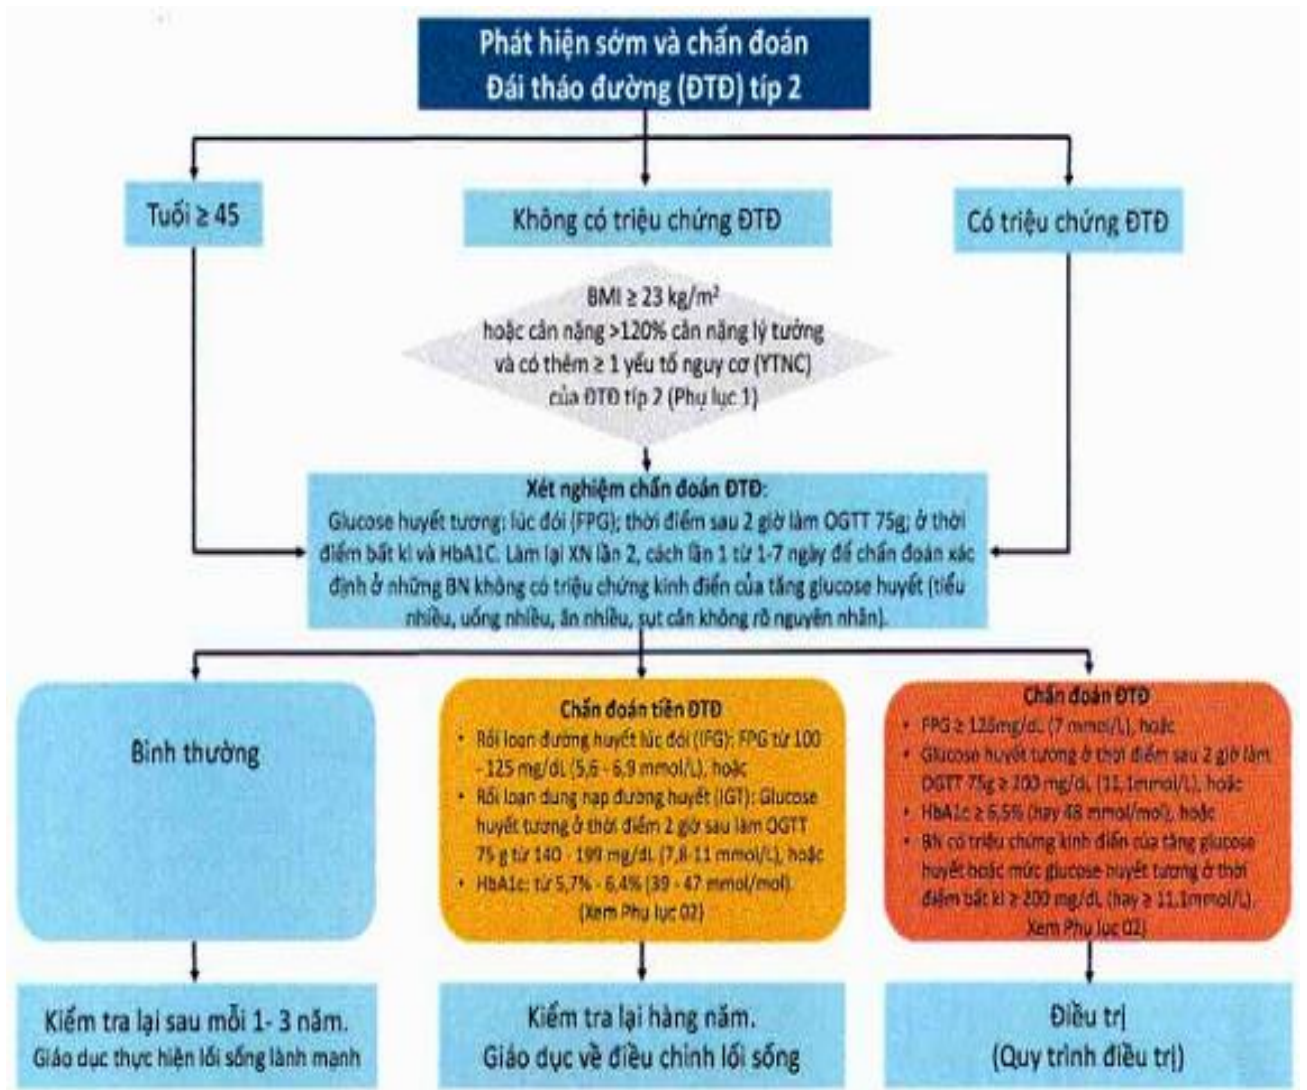 Phát hiện sớm và chẩn đoán
Đái tháo đường (ĐTĐ) típ 2
Tuổi ≥ 45
Không có triệu chứng ĐTĐ
Có triệu chứng ĐTĐ
BMI ≥ 23 kg/m²
hoặc cân nặng >120% cân nặng lý tưởng
và có thêm ≥ 1 yếu tố nguy cơ (YTNC)
của ĐTĐ típ 2 (Phụ lục 1)
Xét nghiệm chẩn đoán ĐTĐ:
Glucose huyết tương: lúc đói (FPG); thời điểm sau 2 giờ làm OGTT 75g; ở thời
điểm bất kì và HbA1C. Làm lại XN lần 2, cách lần 1 từ 1-7 ngày để chẩn đoán xác
định ở những BN không có triệu chứng kinh điển của tăng glucose huyết (tiểu
nhiều, uống nhiều, ăn nhiều, sụt cân không rõ nguyên nhân).
Bình thường
Chẩn đoán tiền ĐTĐ
• Rối loạn đường huyết lúc đói (IFG): FPG từ 100
- 125 mg/dL (5,6 - 6,9 mmol/L), hoặc
• Rối loạn dung nạp đường huyết (IGT): Glucose
huyết tương ở thời điểm 2 giờ sau làm OGTT
75 g từ 140 - 199 mg/dL (7,8-11 mmol/L), hoặc
• HbA1c: từ 5,7% - 6,4% (39 - 47 mmol/mol).
(Xem Phụ lục 02)
Chẩn đoán ĐTĐ
• FPG ≥ 126mg/dL (7 mmol/L), hoặc
• Glucose huyết tương ở thời điểm sau 2 giờ làm
OGTT 75g ≥ 200 mg/dL (11,1mmol/L), hoặc
• HbA1c ≥ 6,5% (hay 48 mmol/mol), hoặc
• BN có triệu chứng kinh điển của tăng glucose
huyết hoặc mức glucose huyết tương ở thời
điểm bất kì ≥ 200 mg/dL (hay ≥ 11,1mmol/L).
Xem Phụ lục 02)
Kiểm tra lại sau mỗi 1- 3 năm.
Giáo dục thực hiện lối sống lành mạnh
Kiểm tra lại hàng năm.
Giáo dục về điều chỉnh lối sống
Điều trị
(Quy trình điều trị)